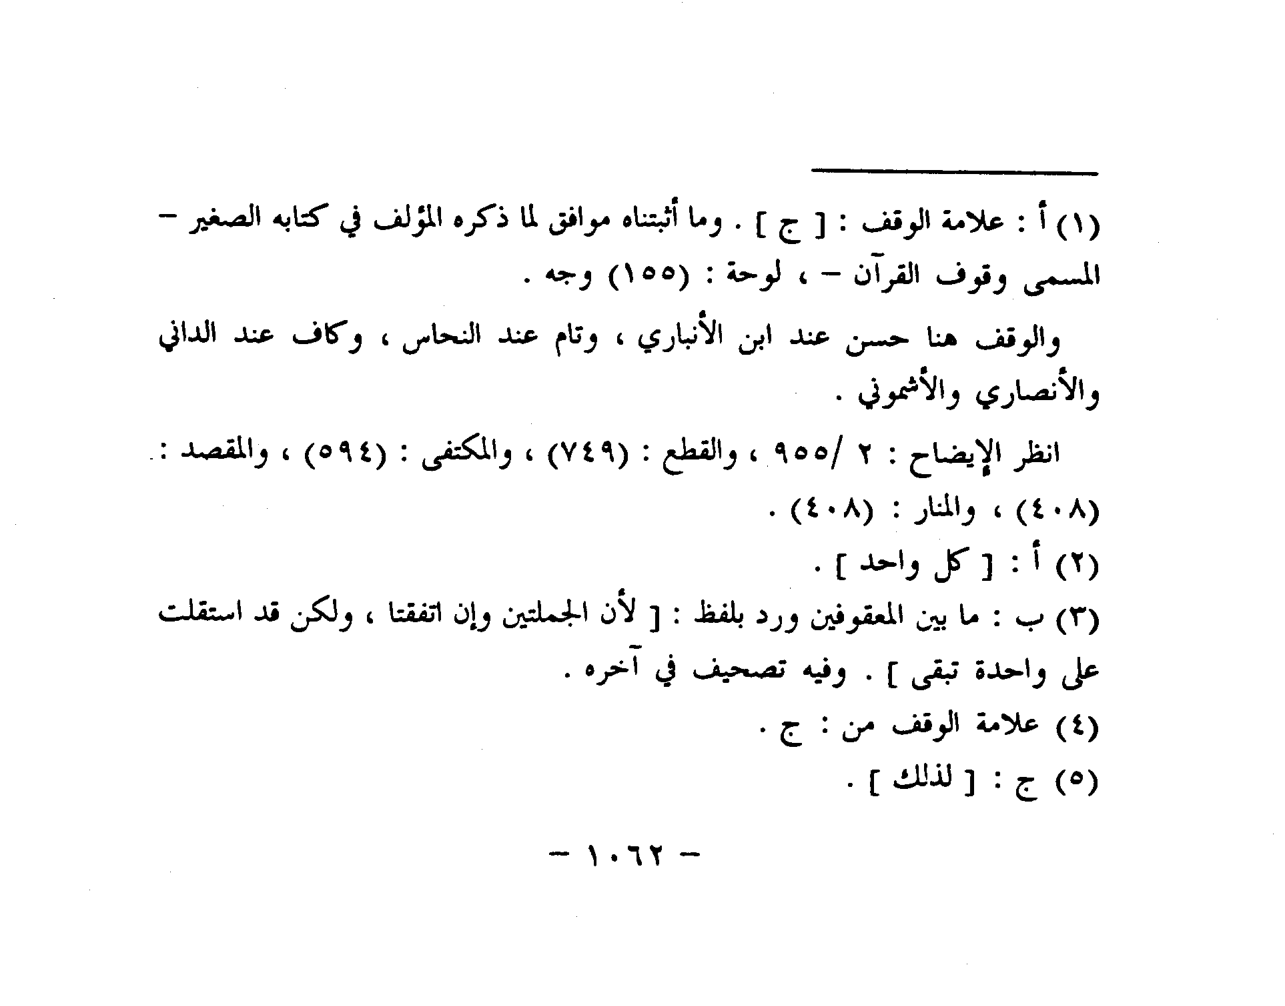 (١) أ : علامة الوقف : [ ج ] . وما أثبتناه موافق لما ذكره المؤلف في كتابه الصغير –
المسمى وقوف القرآن – ، لوحة : (١٥٥) وجه .
والوقف هنا حسن عند ابن الأنباري ، وتام عند النحاس ، وكاف عند الداني
والأنصاري والأشموني .
انظر الإيضاح : ٢ /٩٥٥ ، والقطع : (٧٤٩) ، والمكتفى : (٥٩٤) ، والمقصد :
(٤٠٨) ، والمنار : (٤٠٨) .
(٢) أ : [ كل واحد ] .
(٣) ب : ما بين المعقوفين ورد بلفظ : [ لأن الجملتين وإن اتفقتا ، ولكن قد استقلت
على واحدة تبقى ] . وفيه تصحيف في آخره .
(٤) علامة الوقف من : ج .
(٥) ج : [ لذلك ] .
– ١٠٦٢ –